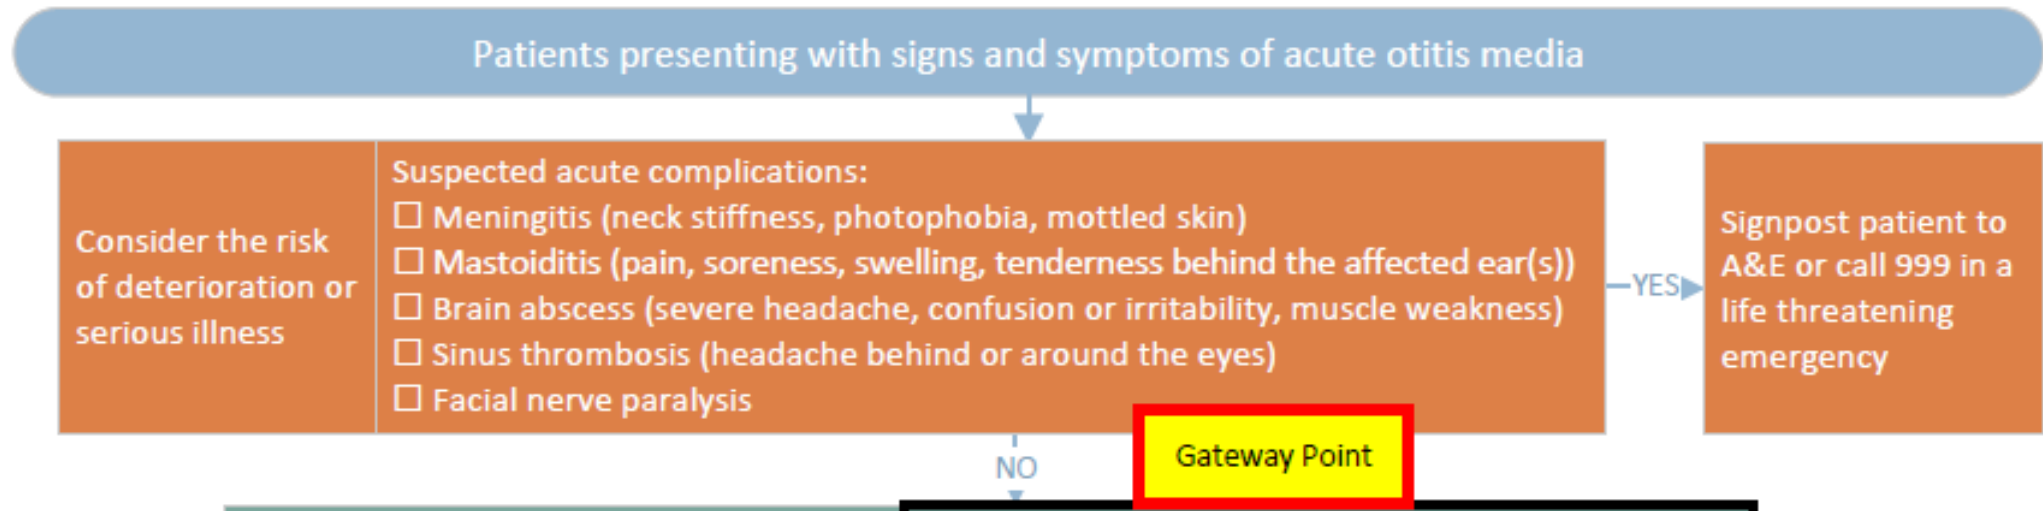 Patients presenting with signs and symptoms of acute otitis media
Consider the risk
of deterioration or
serious illness
Suspected acute complications:
☐ Meningitis (neck stiffness, photophobia, mottled skin)
☐ Mastoiditis (pain, soreness, swelling, tenderness behind the affected ear(s))
☐ Brain abscess (severe headache, confusion or irritability, muscle weakness)
☐ Sinus thrombosis (headache behind or around the eyes)
☐ Facial nerve paralysis
YES
Signpost patient to
A&E or call 999 in a
life threatening
emergency
NO
Gateway Point